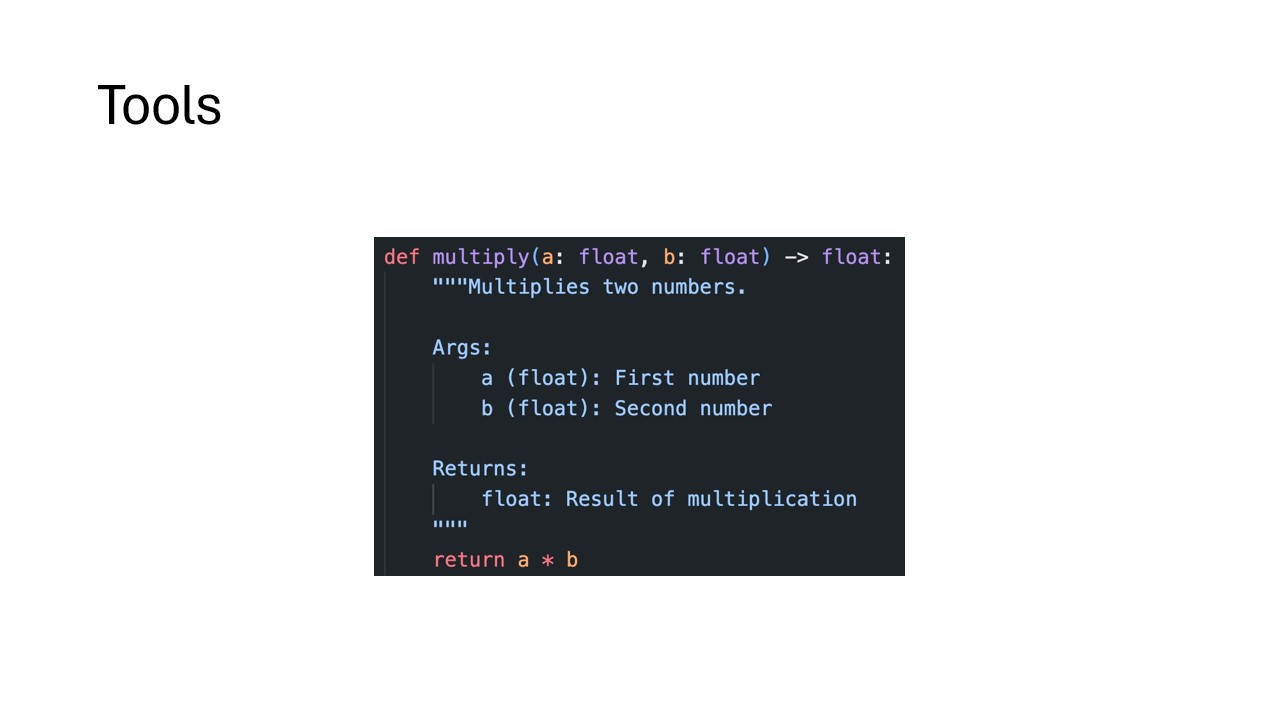 Tools
def multiply(a: float, b: float) -> float:
    """Multiplies two numbers.
    Args:
        a (float): First number
        b (float): Second number
    Returns:
        float: Result of multiplication
    """
    return a * b